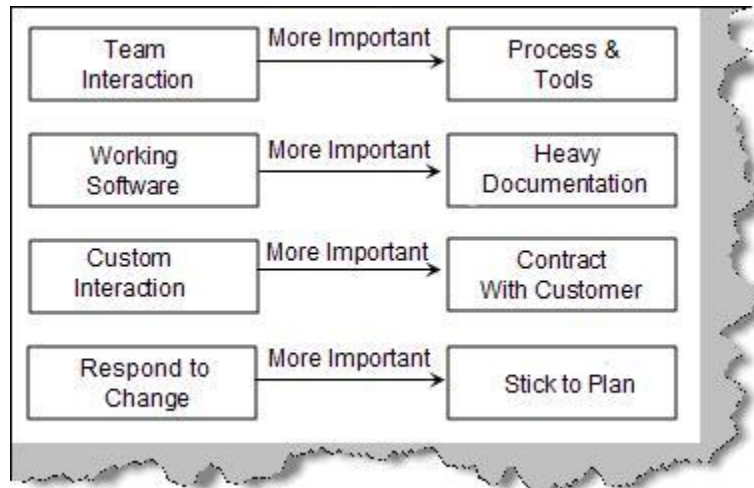 Team
Interaction
More Important
Process &
Tools
Working
Software
More Important
Heavy
Documentation
Custom
Interaction
More Important
Contract
With Customer
Respond to
Change
More Important
Stick to Plan